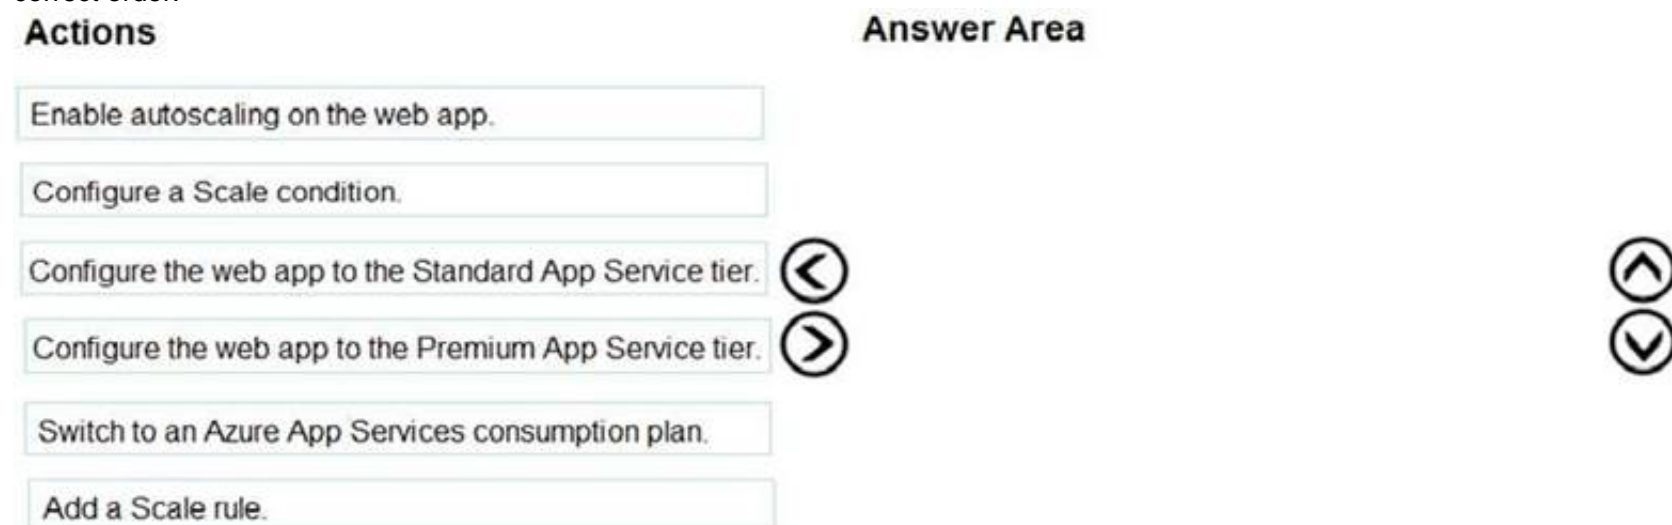 correct order.
Actions
Answer Area
Enable autoscaling on the web app.
Configure a Scale condition.
Configure the web app to the Standard App Service tier.
Configure the web app to the Premium App Service tier.
Switch to an Azure App Services consumption plan.
Add a Scale rule.